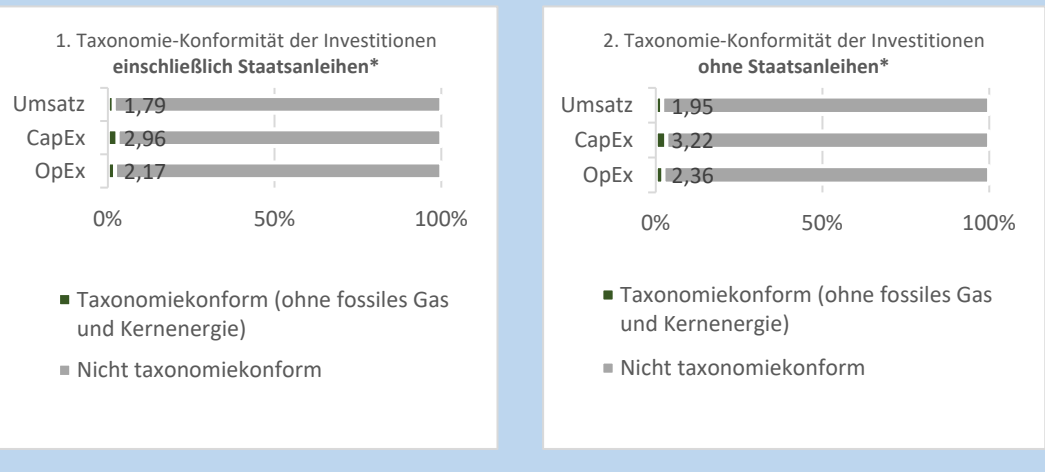 1. Taxonomie-Konformität der Investitionen
einschließlich Staatsanleihen*
Umsatz 1,79
CapEx 2,96
OpEx 2,17
0% 50% 100%
Taxonomiekonform (ohne fossiles Gas
und Kernenergie)
Nicht taxonomiekonform
2. Taxonomie-Konformität der Investitionen
ohne Staatsanleihen*
Umsatz 1,95
CapEx 3,22
OpEx 2,36
0% 50% 100%
Taxonomiekonform (ohne fossiles Gas
und Kernenergie)
Nicht taxonomiekonform